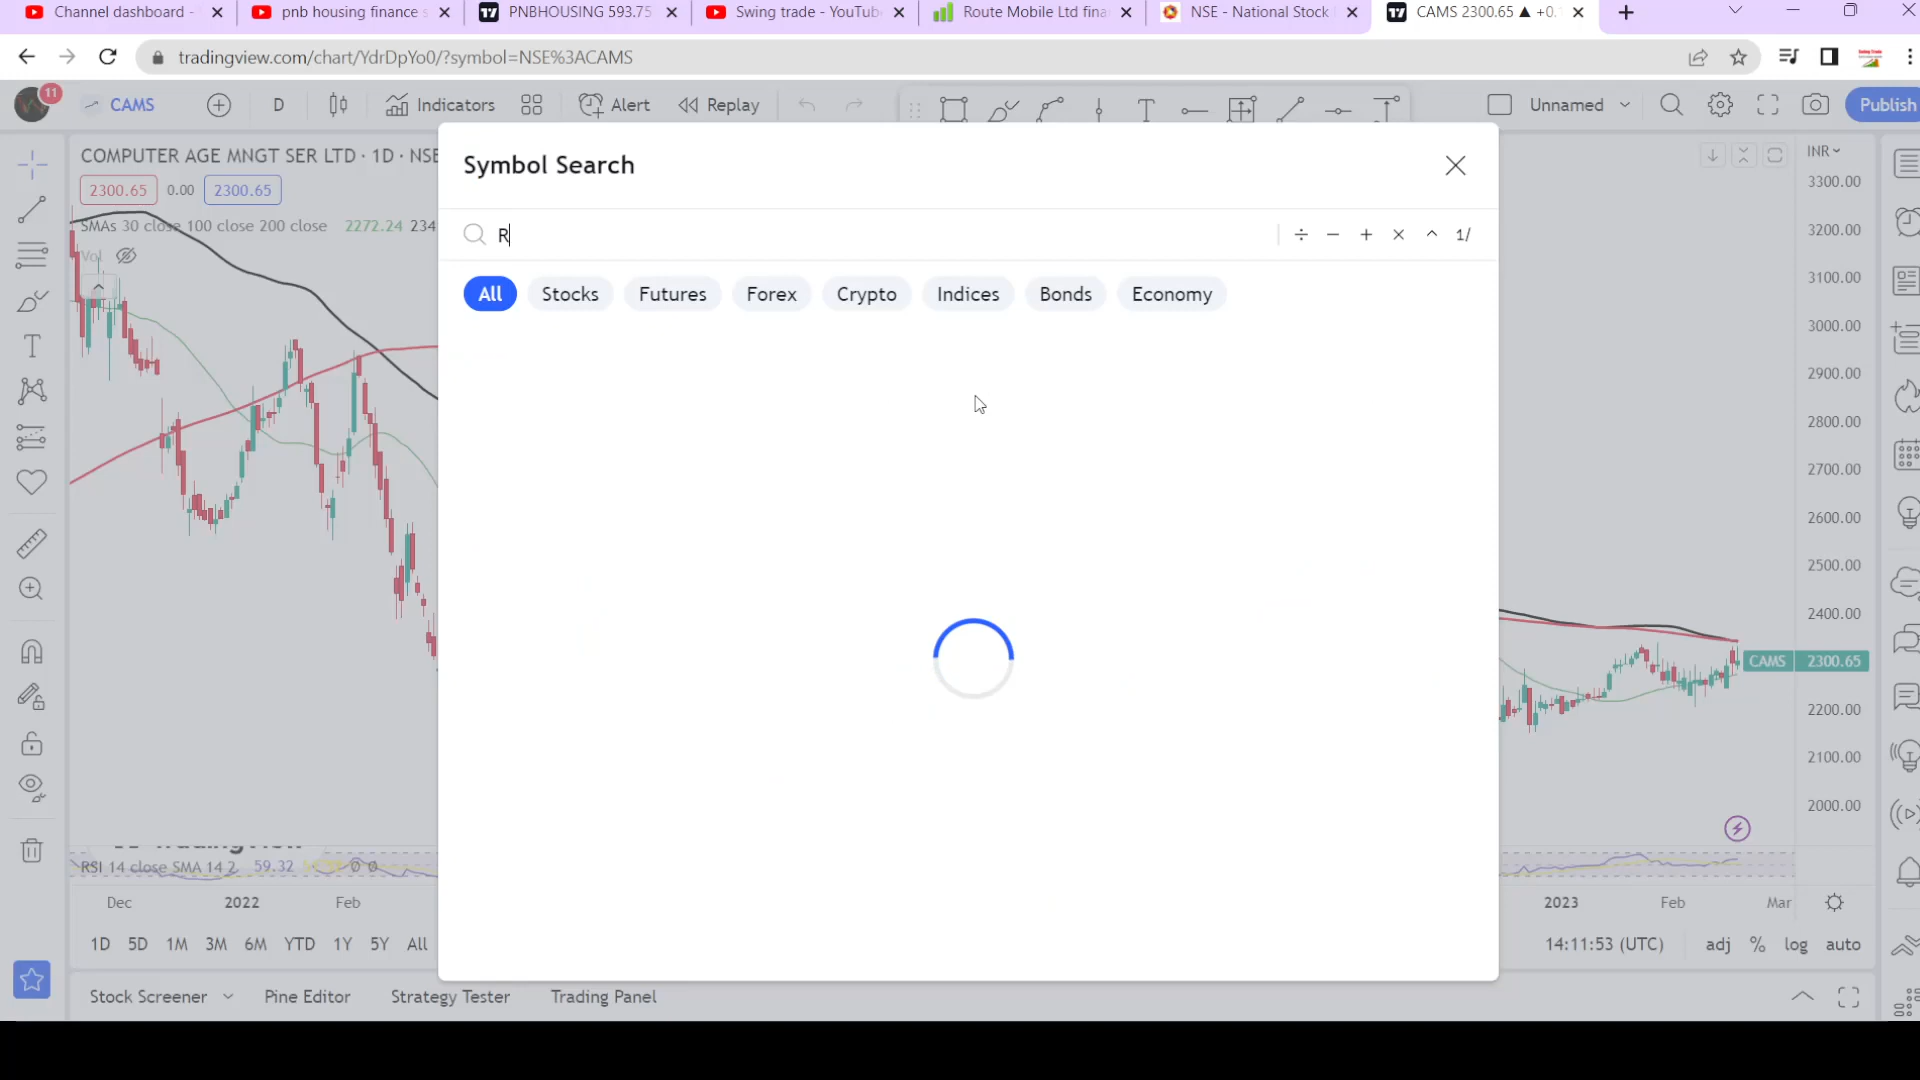 Channel dashboard -
pnb housing finance s
PNBHOUSING 593.75
Swing trade - YouTub
Route Mobile Ltd fina
NSE - National Stock
CAMS 2300.65 ▲ +0.
tradingview.com/chart/YdrDpYo0/?symbol=NSE%3ACAMS
11
CAMS
D
Indicators
Alert
Replay
T
Unnamed
Publish
COMPUTER AGE MNGT SER LTD · 1D · NSE
2300.65 0.00 2300.65
SMAs 30 close 100 close 200 close 2272.24 234
Vol
Symbol Search
R
÷ − + × ^ 1/
All
Stocks
Futures
Forex
Crypto
Indices
Bonds
Economy
INR
3300.00
3200.00
3100.00
3000.00
2900.00
2800.00
2700.00
2600.00
2500.00
2400.00
CAMS 2300.65
2200.00
2100.00
2000.00
RSI 14 close SMA 14 2 59.32
Dec
2022
Feb
2023
Feb
Mar
1D 5D 1M 3M 6M YTD 1Y 5Y All
14:11:53 (UTC)
adj % log auto
Stock Screener
Pine Editor
Strategy Tester
Trading Panel